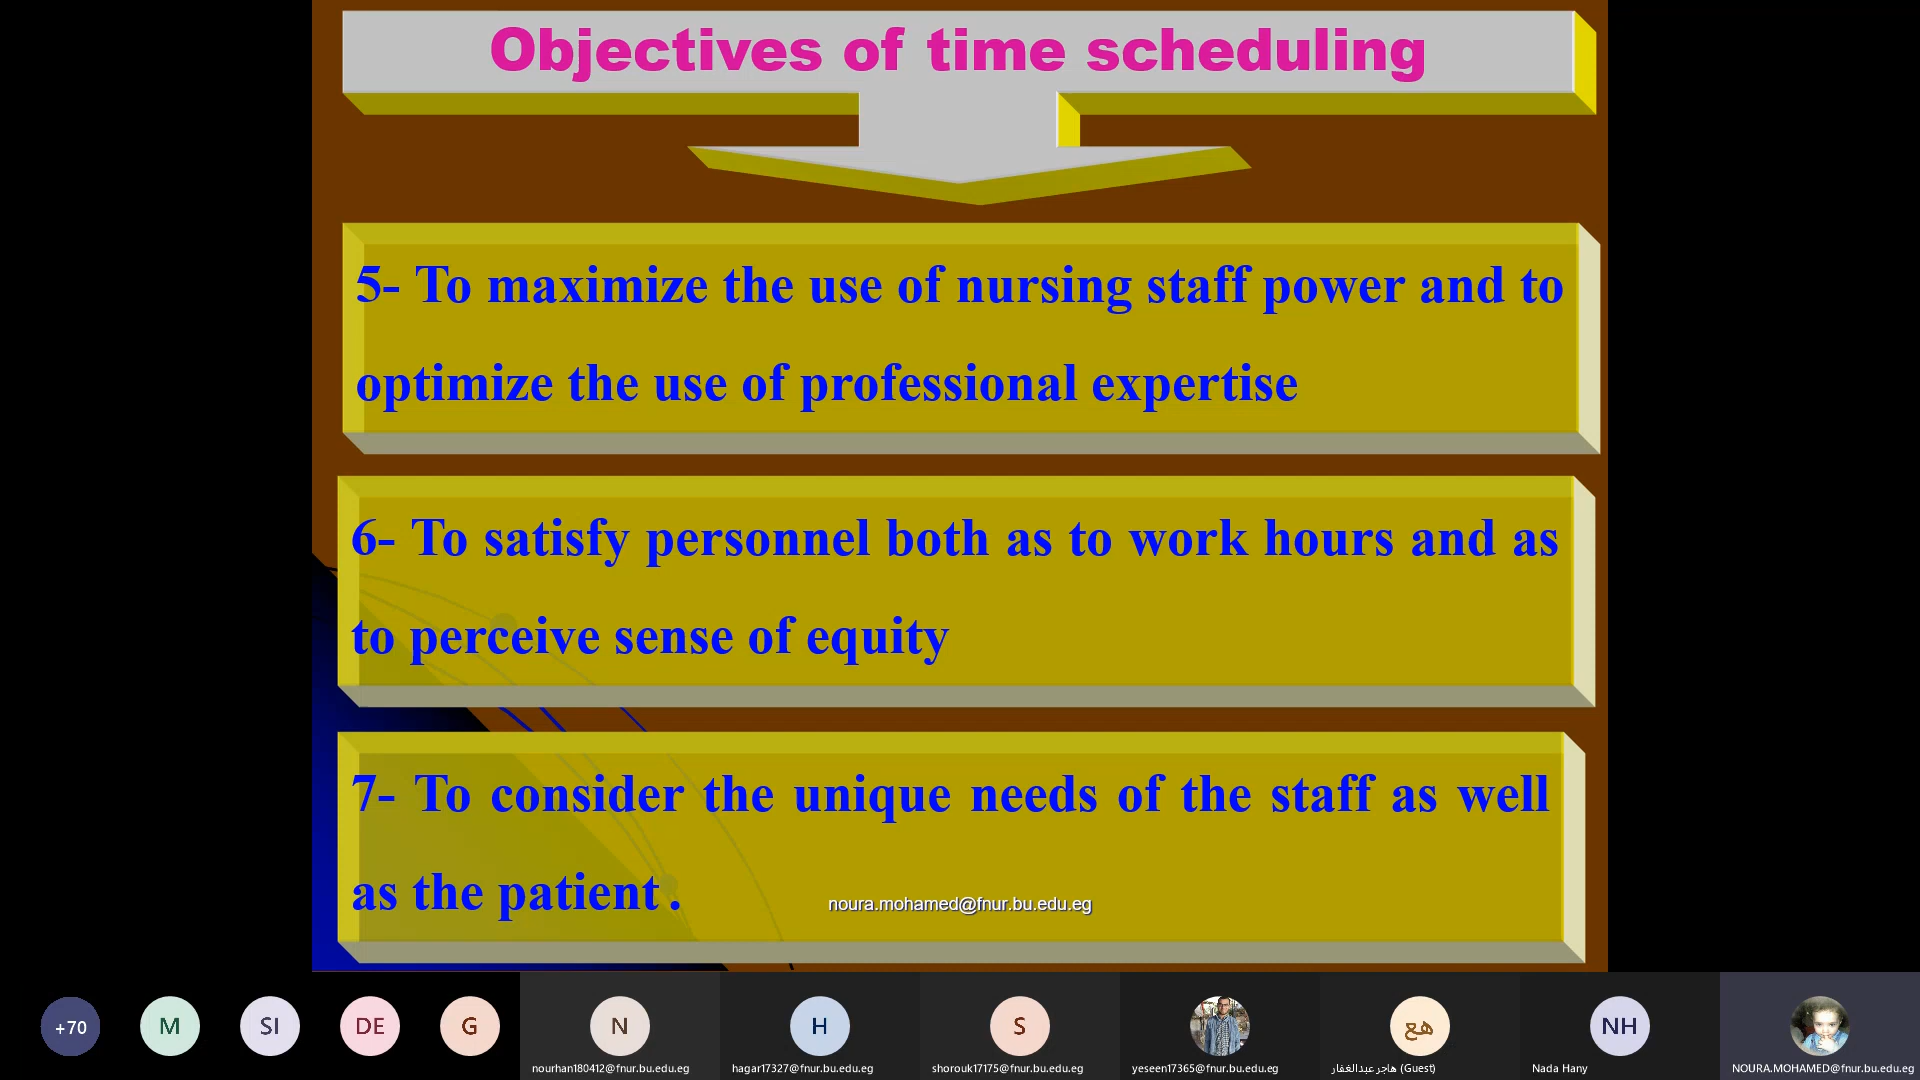 Objectives of time scheduling
5- To maximize the use of nursing staff power and to
optimize the use of professional expertise
6- To satisfy personnel both as to work hours and as
to perceive sense of equity
7- To consider the unique needs of the staff as well
as the patient .
noura.mohamed@fnur.bu.edu.eg
+70
M
SI
DE
G
N
H
S
هع
NH
nourhan180412@fnur.bu.edu.eg
hagar17327@fnur.bu.edu.eg
shorouk17175@fnur.bu.edu.eg
yeseen17365@fnur.bu.edu.eg
هاجر عبدالغفار (Guest)
Nada Hany
NOURA.MOHAMED@fnur.bu.edu.eg